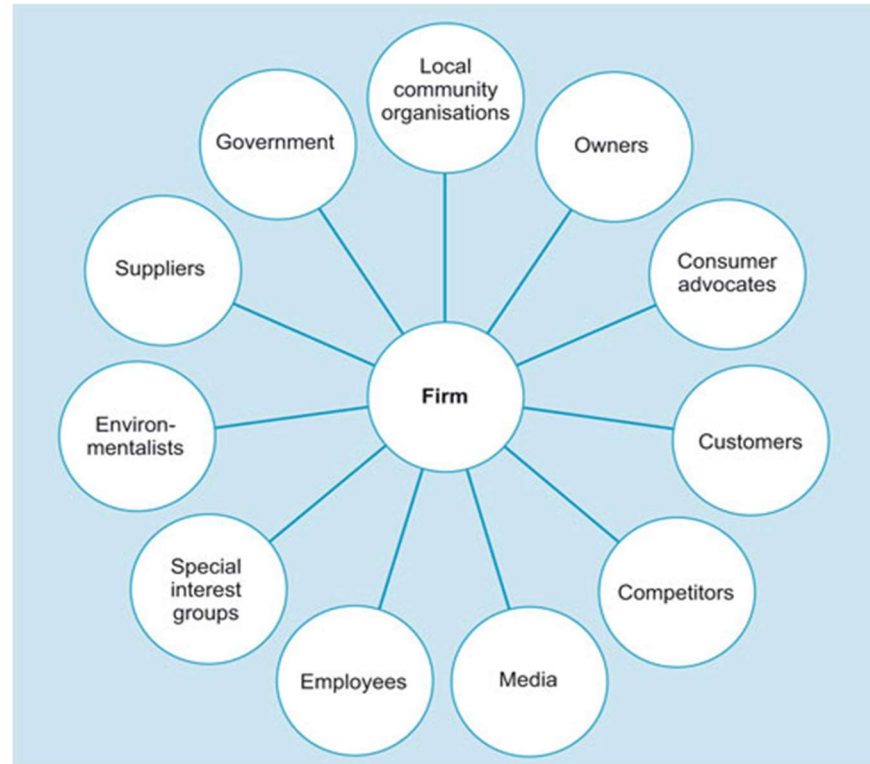 Local
community
organisations
Owners
Consumer
advocates
Customers
Competitors
Media
Employees
Special
interest
groups
Environ-
mentalists
Suppliers
Government
Firm